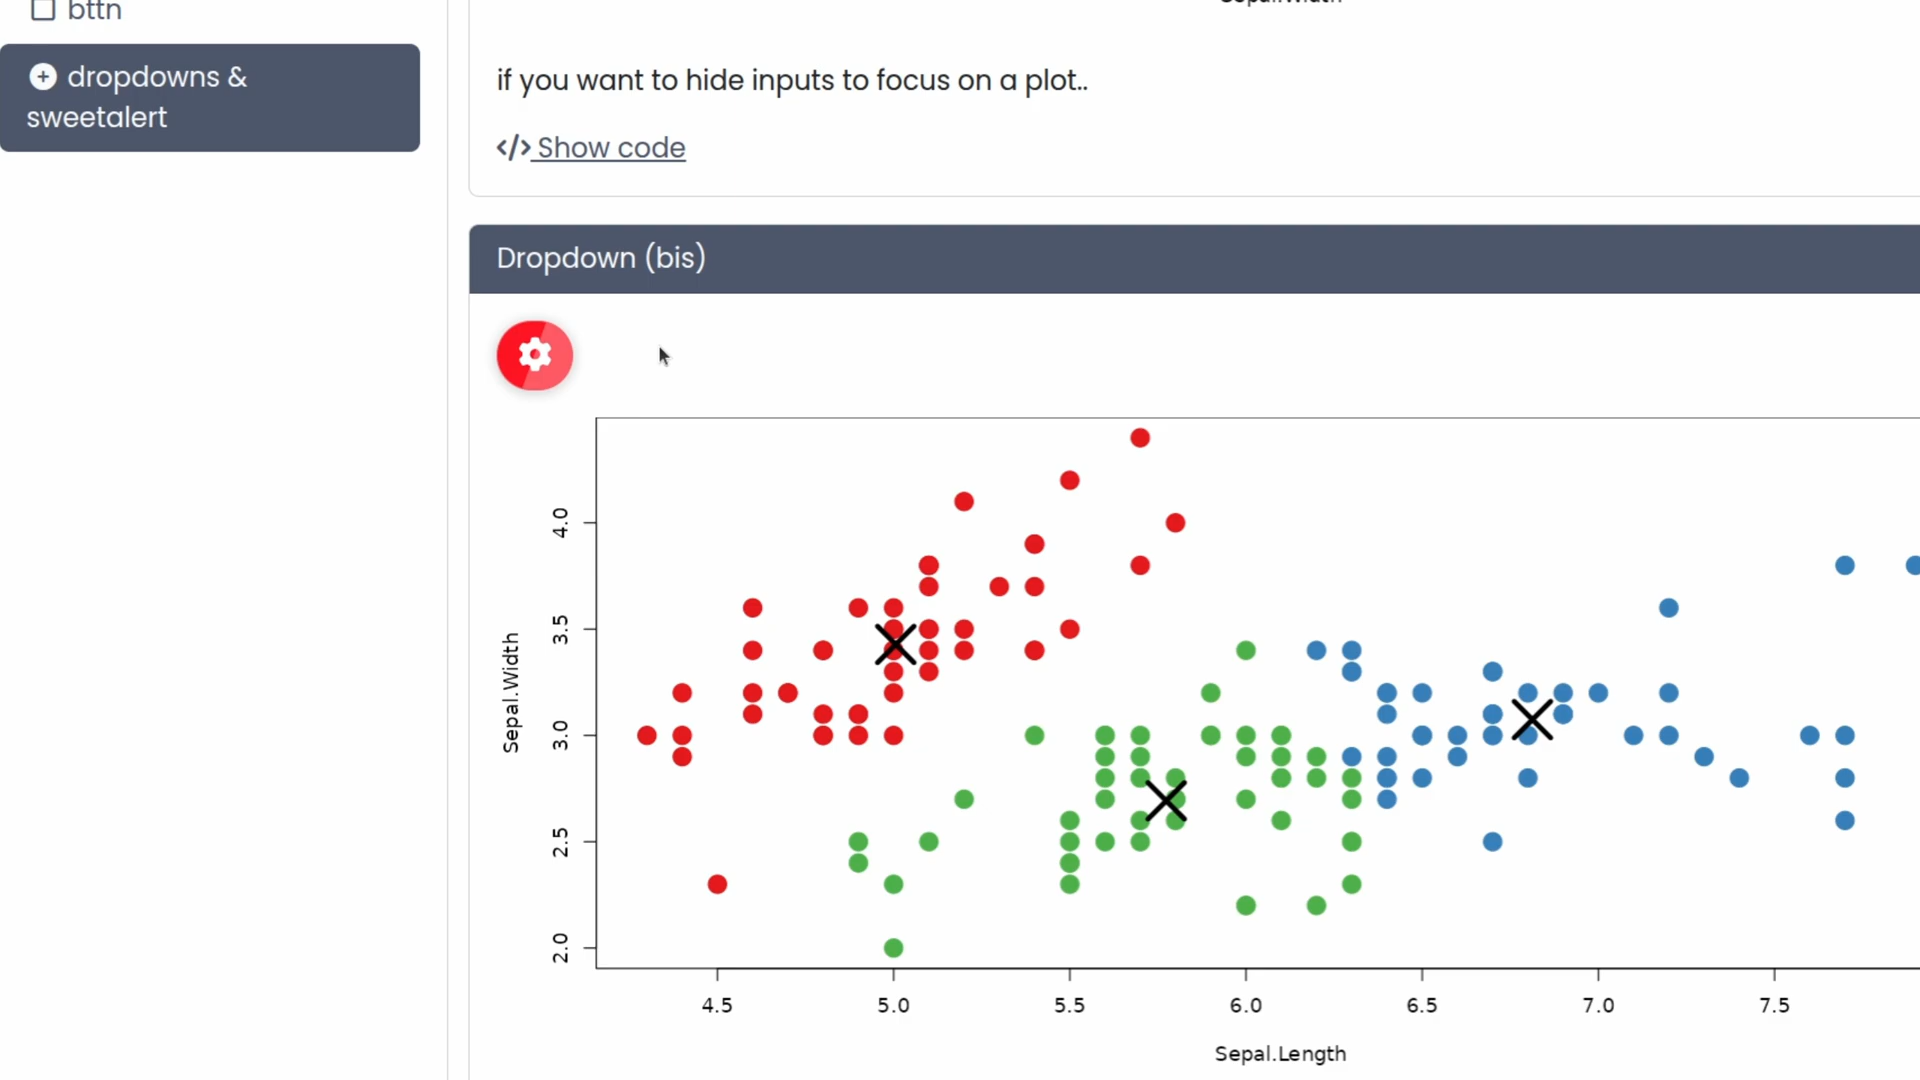 bttn
dropdowns &
sweetalert
if you want to hide inputs to focus on a plot..
</> Show code
Dropdown (bis)
4.0
3.5
3.0
2.5
2.0
Sepal.Width
4.5 5.0 5.5 6.0 6.5 7.0 7.5
Sepal.Length